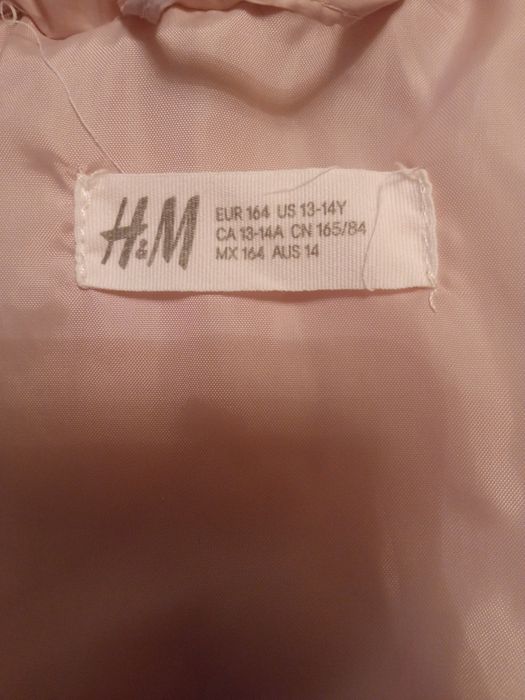 H&M
EUR 164 US 13-14Y
CA 13-14A CN 165/84
MX 164 AUS 14